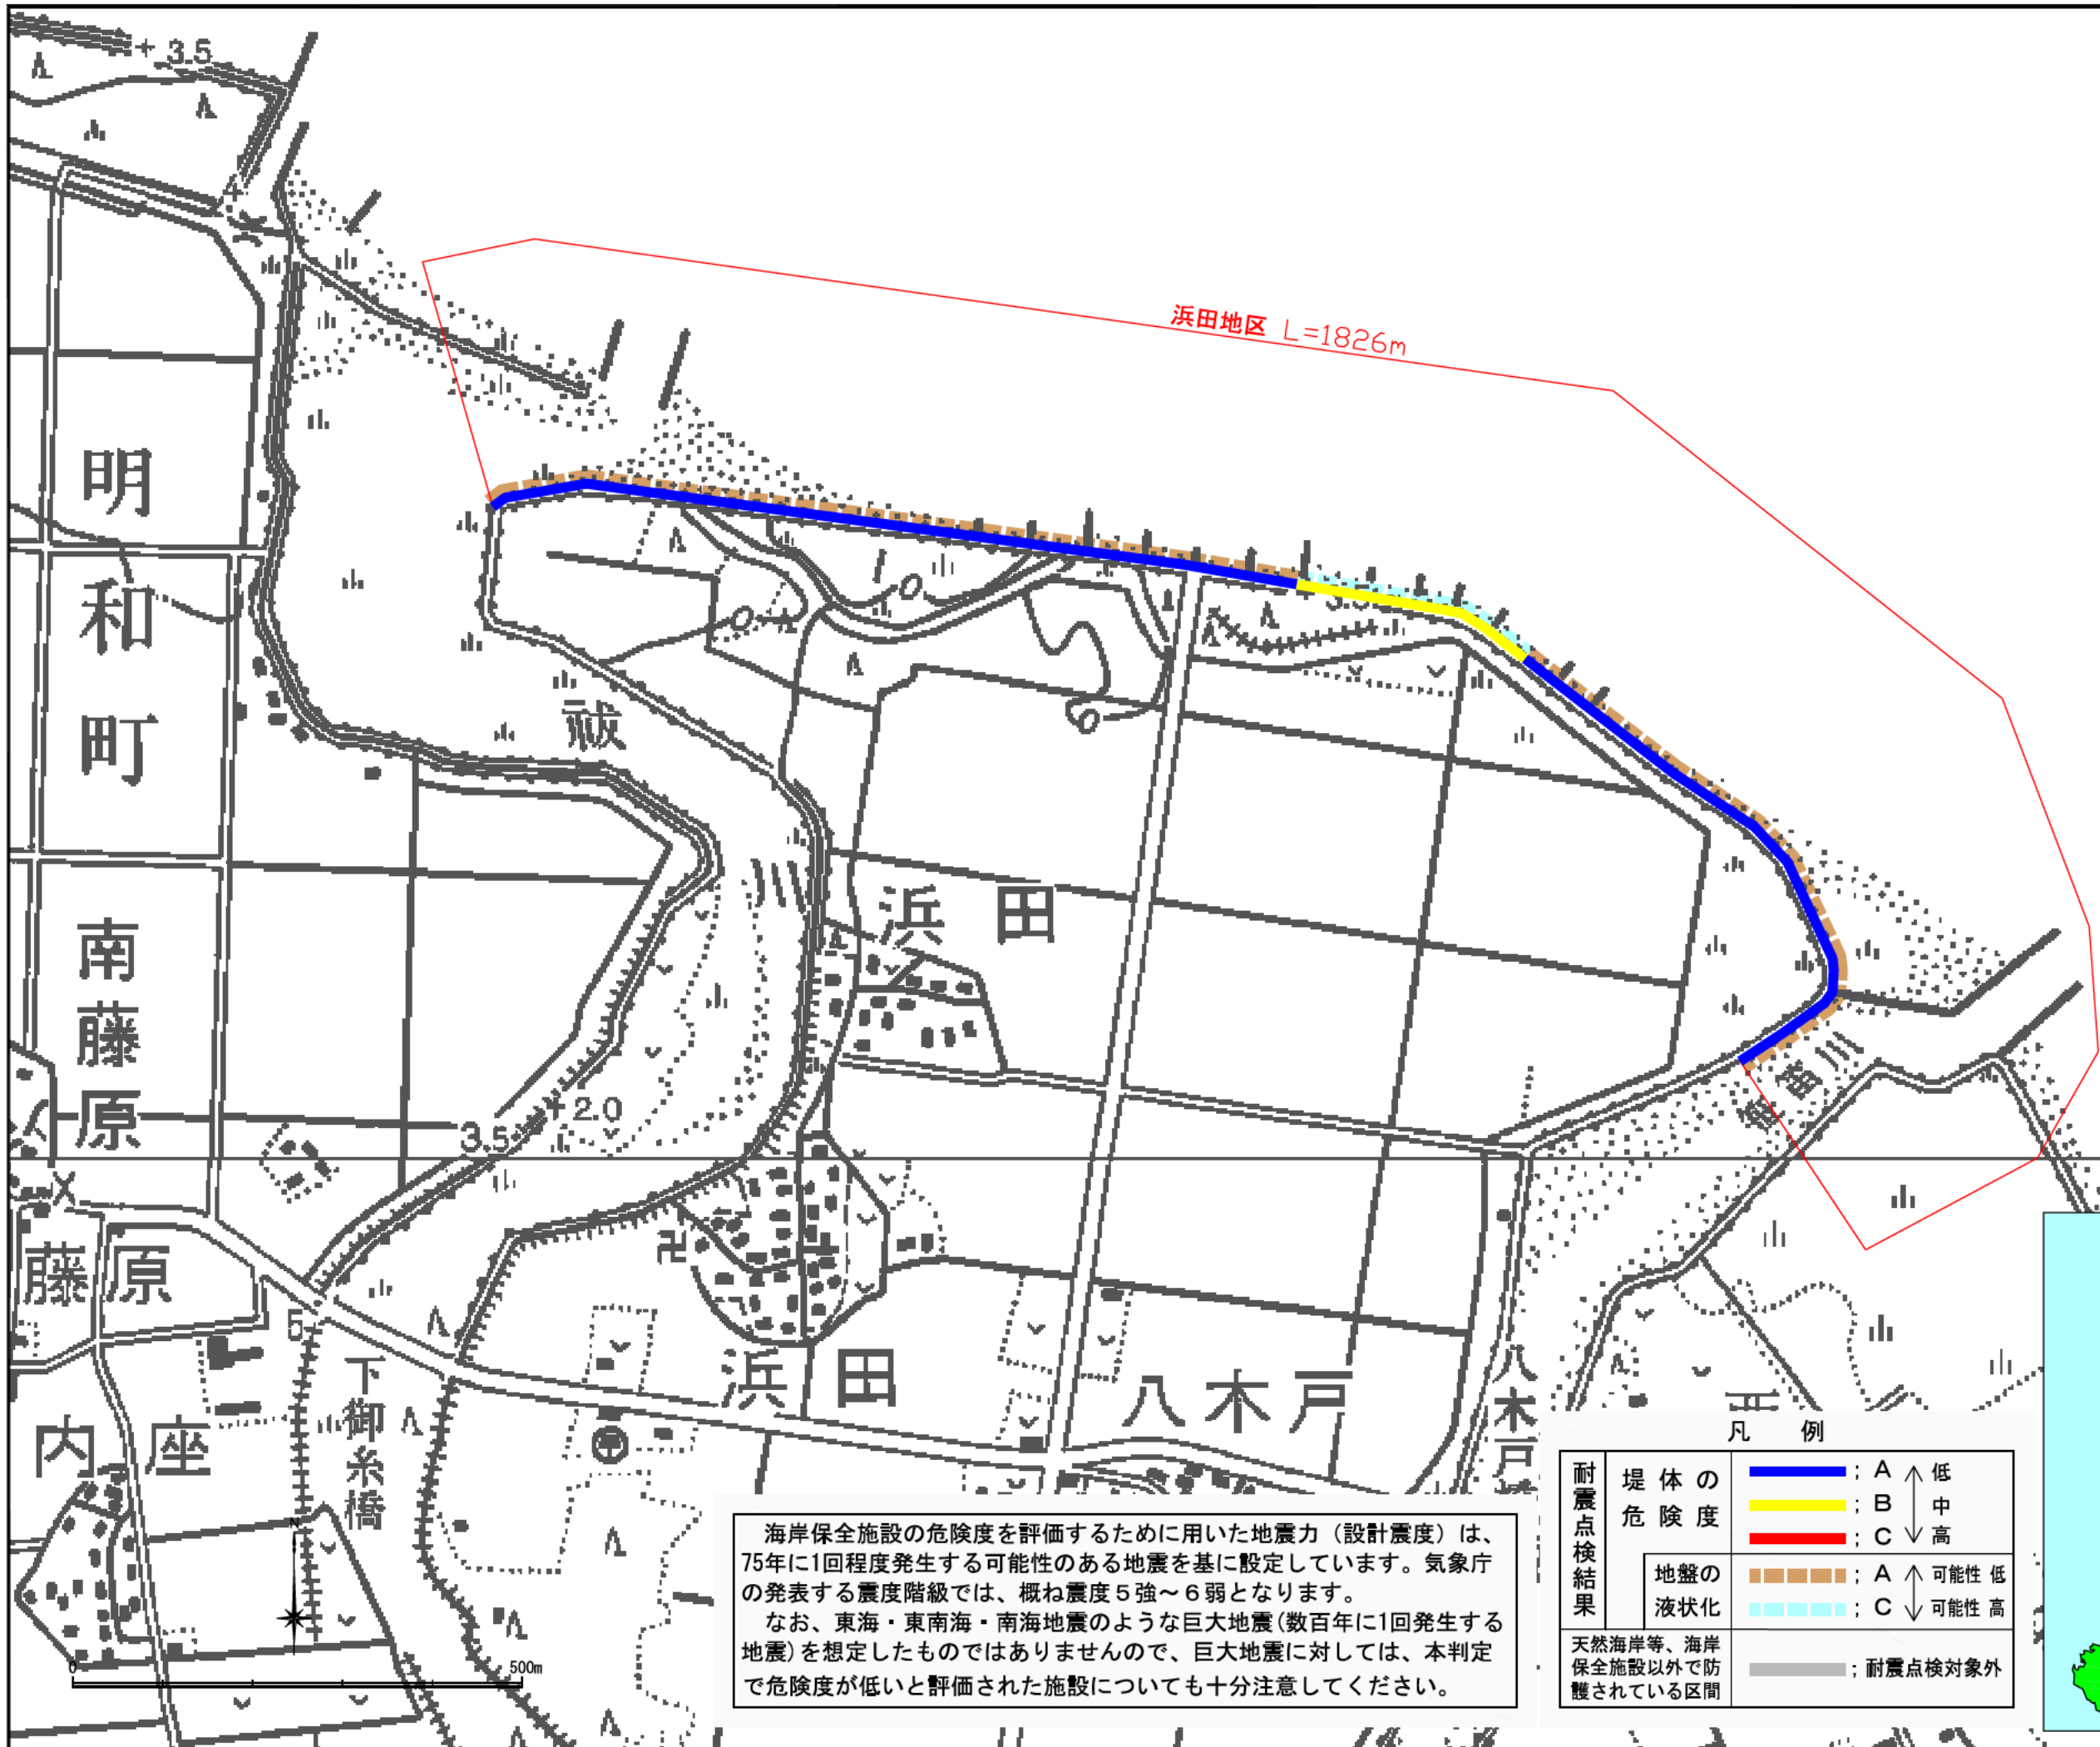 + 3.5
浜田地区 L=1826m
明和町
南藤原
祓川
浜田
0
0
0
3.5
2.0
藤原
内座
下御糸橋
5
浜田
八木戸
八木戸
N
0 500m
海岸保全施設の危険度を評価するために用いた地震力（設計震度）は、
75年に1回程度発生する可能性のある地震を基に設定しています。気象庁
の発表する震度階級では、概ね震度５強～６弱となります。
なお、東海・東南海・南海地震のような巨大地震(数百年に1回発生する
地震)を想定したものではありませんので、巨大地震に対しては、本判定
で危険度が低いと評価された施設についても十分注意してください。
凡 例
耐震点検結果
堤体の
危険度
; A 低
; B 中
; C 高
地盤の
液状化
; A 可能性 低
; C 可能性 高
天然海岸等、海岸
保全施設以外で防
護されている区間
; 耐震点検対象外